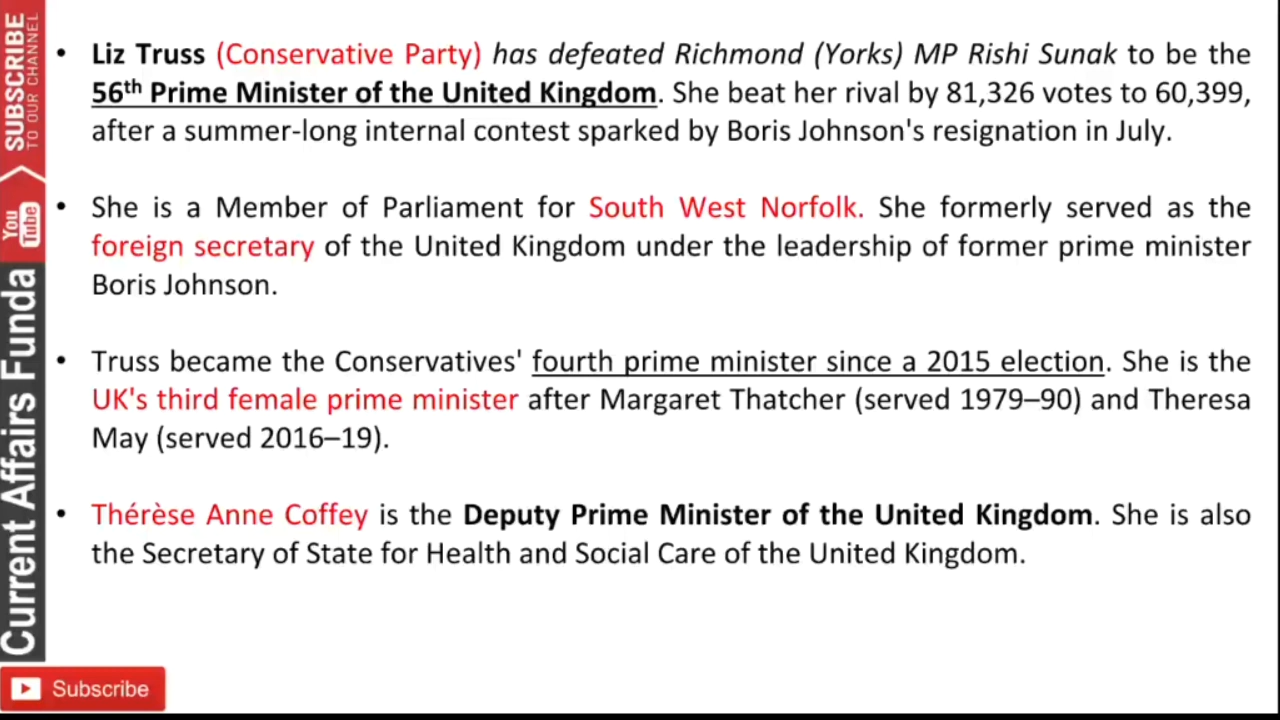 • Liz Truss (Conservative Party) has defeated Richmond (Yorks) MP Rishi Sunak to be the
56th Prime Minister of the United Kingdom. She beat her rival by 81,326 votes to 60,399,
after a summer-long internal contest sparked by Boris Johnson's resignation in July.
• She is a Member of Parliament for South West Norfolk. She formerly served as the
foreign secretary of the United Kingdom under the leadership of former prime minister
Boris Johnson.
• Truss became the Conservatives' fourth prime minister since a 2015 election. She is the
UK's third female prime minister after Margaret Thatcher (served 1979–90) and Theresa
May (served 2016–19).
• Thérèse Anne Coffey is the Deputy Prime Minister of the United Kingdom. She is also
the Secretary of State for Health and Social Care of the United Kingdom.
SUBSCRIBE
TO OUR CHANNEL
You
Tube
Current Affairs Funda
Subscribe